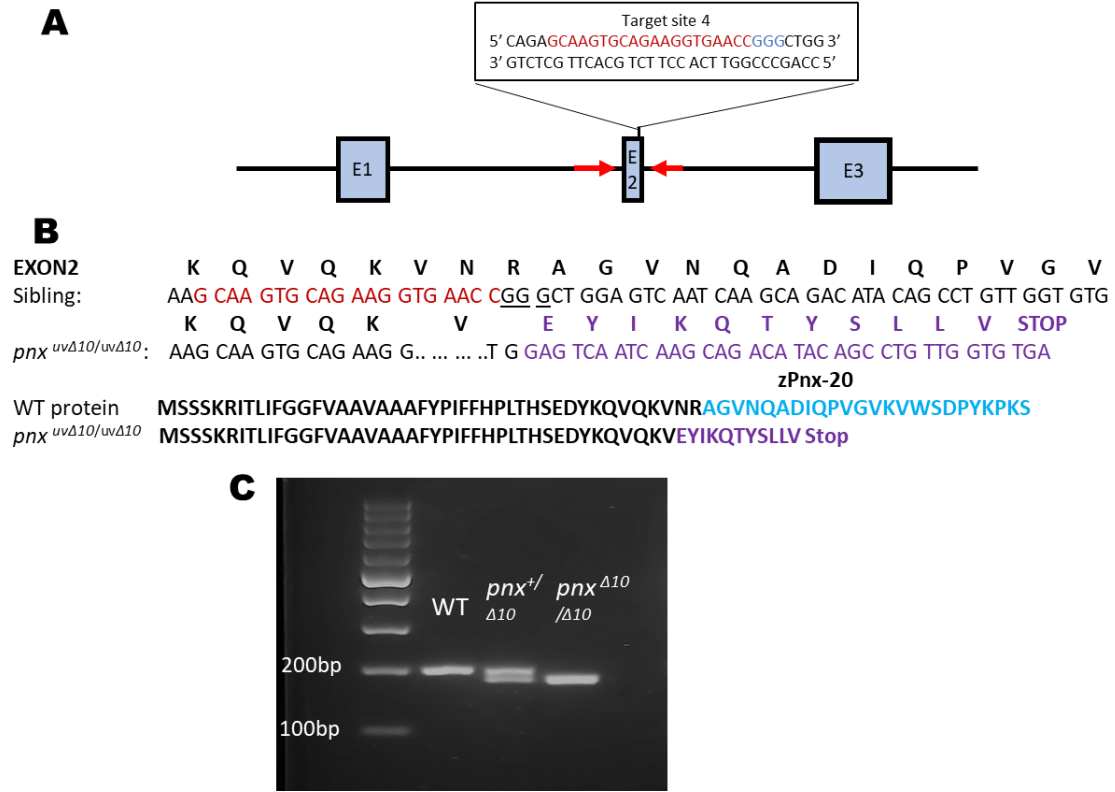 A
Target site 4
5’ CAGAGCAAGTGCAGAAGGTGAACCGGGCTGG 3’
3’ GTCTCG TTCACG TCT TCC ACT TGGCCCGACC 5’
E1
E
2
E3
B
EXON2 K Q V Q K V N R A G V N Q A D I Q P V G V
Sibling: AAG CAA GTG CAG AAG GTG AAC CGG GCT GGA GTC AAT CAA GCA GAC ATA CAG CCT GTT GGT GTG
K Q V Q K V E Y I K Q T Y S L L V STOP
pnx uvΔ10/uvΔ10 : AAG CAA GTG CAG AAG G.. ... ... ..T G GAG TCA ATC AAG CAG ACA TAC AGC CTG TTG GTG TGA
zPnx-20
WT protein MSSSKRITLIFGGFVAAVAAAFYPIFFHPLTHSEDYKQVQKVNRAGVNQADIQPVGVKVWSDPYKPKS
pnx uvΔ10/uvΔ10 MSSSKRITLIFGGFVAAVAAAFYPIFFHPLTHSEDYKQVQKVEYIKQTYSLLV Stop
C
WT pnx+/Δ10 pnx Δ10/Δ10
200bp
100bp